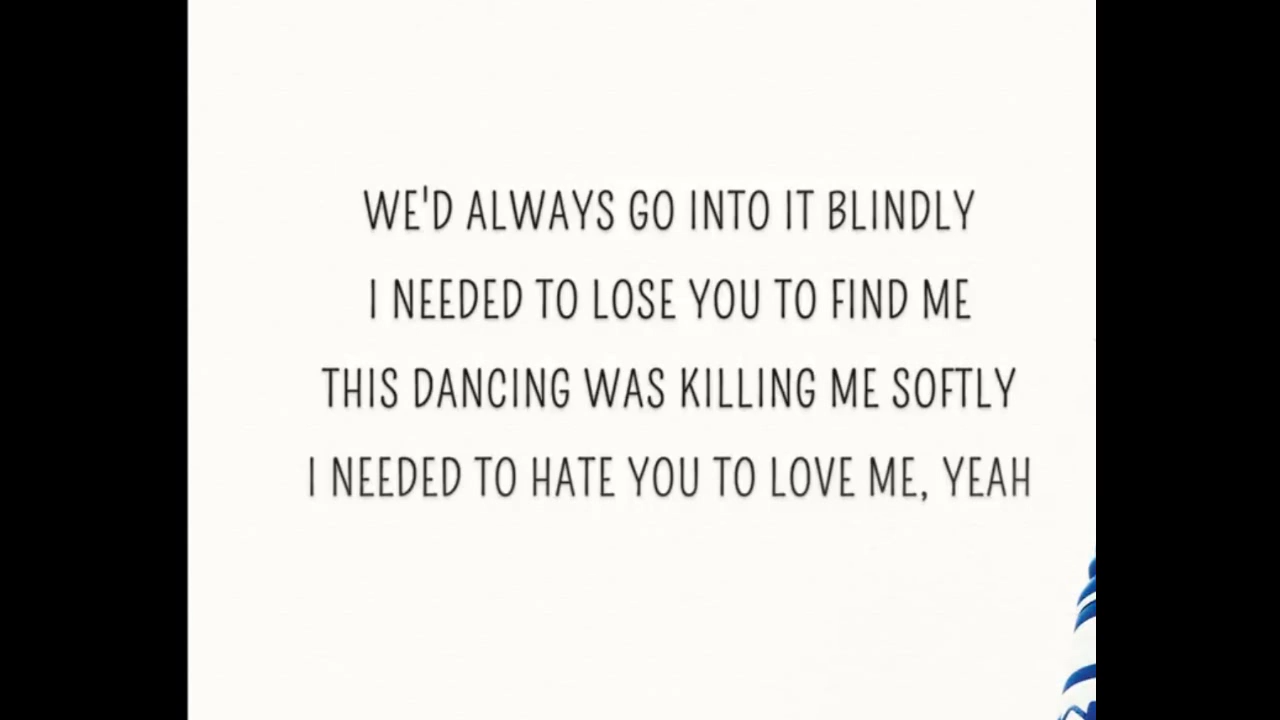 WE'D ALWAYS GO INTO IT BLINDLY
I NEEDED TO LOSE YOU TO FIND ME
THIS DANCING WAS KILLING ME SOFTLY
I NEEDED TO HATE YOU TO LOVE ME, YEAH